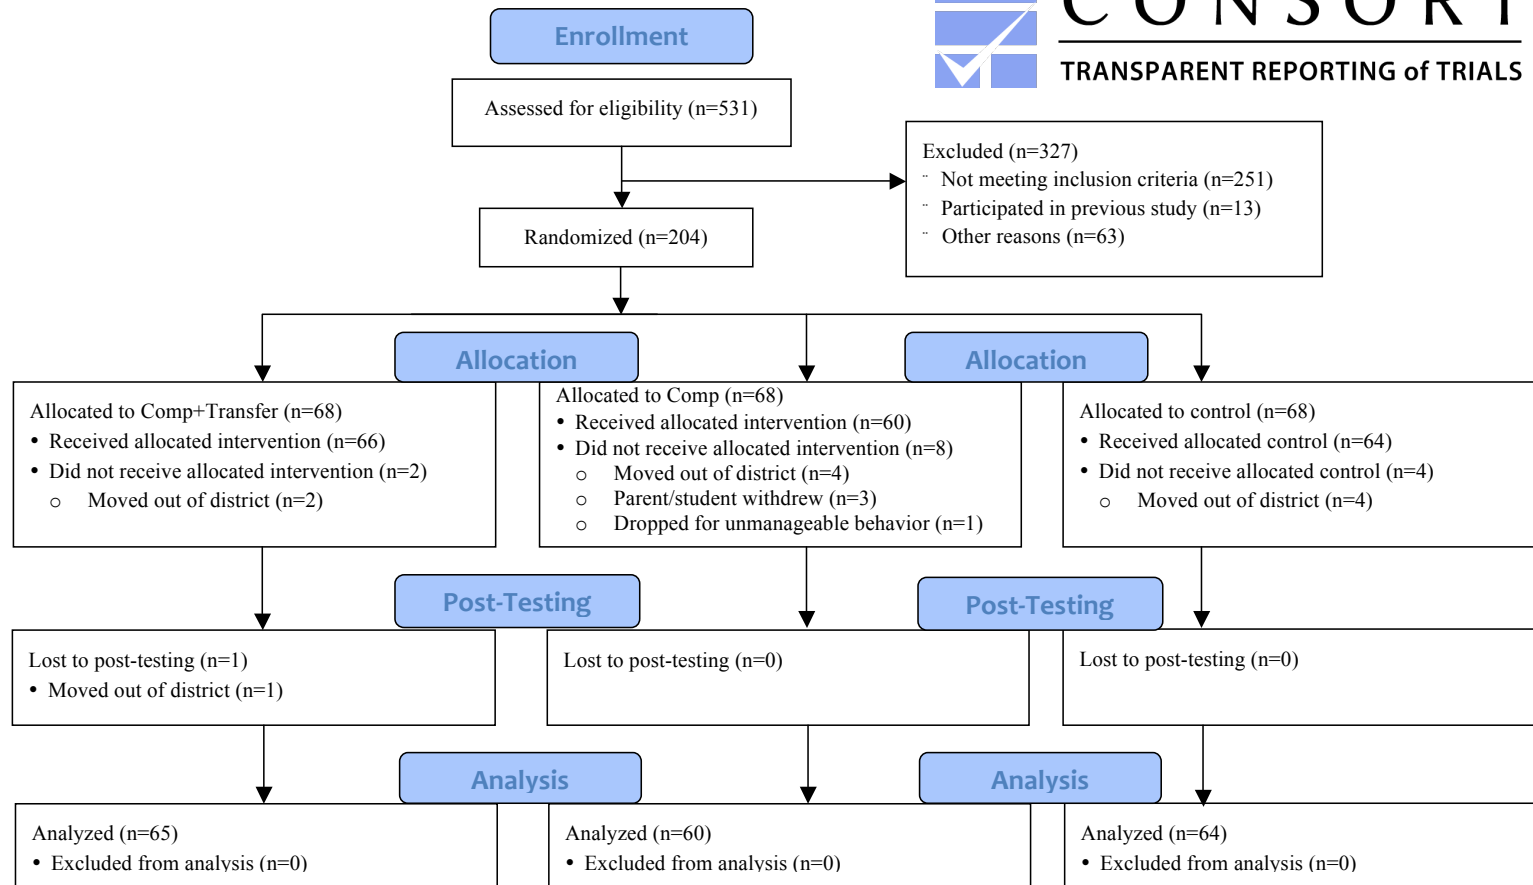 CONSORT
TRANSPARENT REPORTING of TRIALS
Enrollment
Assessed for eligibility (n=531)
Excluded (n=327)
¨ Not meeting inclusion criteria (n=251)
¨ Participated in previous study (n=13)
¨ Other reasons (n=63)
Randomized (n=204)
Allocation
Allocation
Allocated to Comp+Transfer (n=68)
• Received allocated intervention (n=66)
• Did not receive allocated intervention (n=2)
o Moved out of district (n=2)
Allocated to Comp (n=68)
• Received allocated intervention (n=60)
• Did not receive allocated intervention (n=8)
o Moved out of district (n=4)
o Parent/student withdrew (n=3)
o Dropped for unmanageable behavior (n=1)
Allocated to control (n=68)
• Received allocated control (n=64)
• Did not receive allocated control (n=4)
o Moved out of district (n=4)
Post-Testing
Post-Testing
Lost to post-testing (n=1)
• Moved out of district (n=1)
Lost to post-testing (n=0)
Lost to post-testing (n=0)
Analysis
Analysis
Analyzed (n=65)
• Excluded from analysis (n=0)
Analyzed (n=60)
• Excluded from analysis (n=0)
Analyzed (n=64)
• Excluded from analysis (n=0)